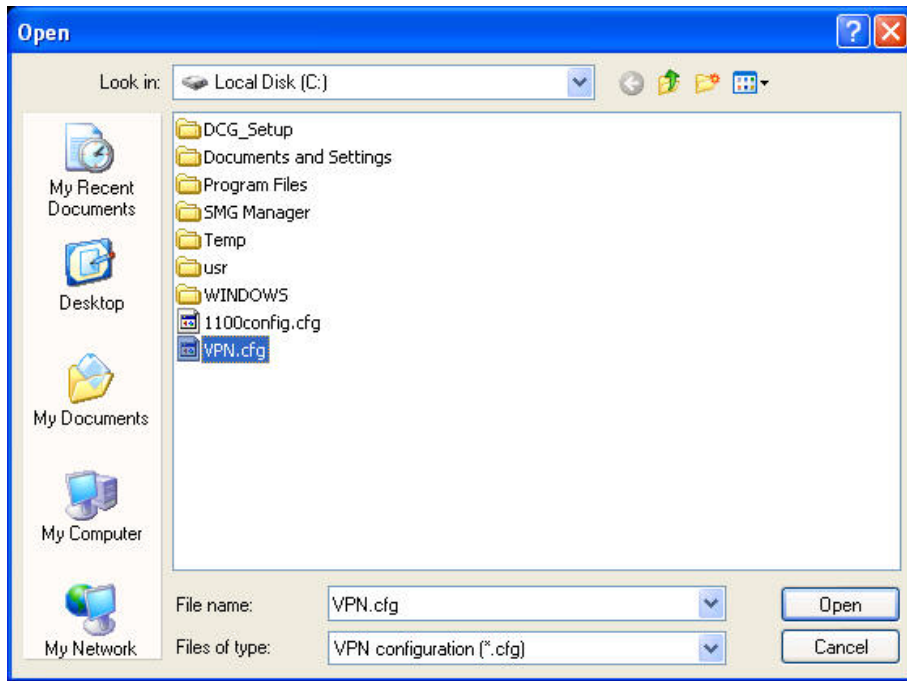 Open
Look in:
Local Disk (C:)
My Recent
Documents
Desktop
My Documents
My Computer
My Network
DCG_Setup
Documents and Settings
Program Files
SMG Manager
Temp
usr
WINDOWS
1100config.cfg
VPN.cfg
File name:
VPN.cfg
Open
Files of type:
VPN configuration (*.cfg)
Cancel